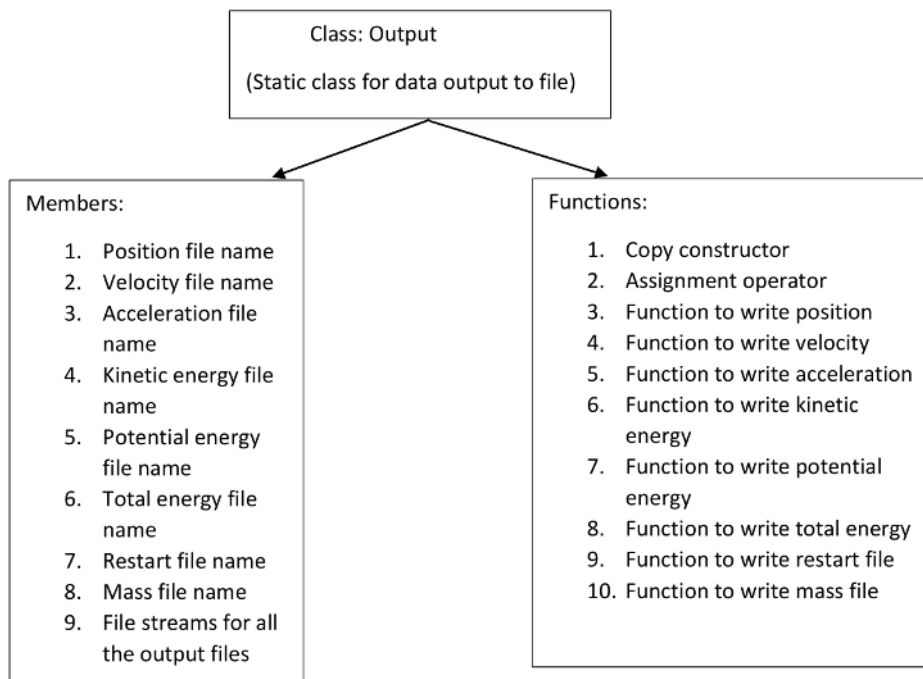 Class: Output
(Static class for data output to file)
Members:
1. Position file name
2. Velocity file name
3. Acceleration file
name
4. Kinetic energy file
name
5. Potential energy
file name
6. Total energy file
name
7. Restart file name
8. Mass file name
9. File streams for all
the output files
Functions:
1. Copy constructor
2. Assignment operator
3. Function to write position
4. Function to write velocity
5. Function to write acceleration
6. Function to write kinetic
energy
7. Function to write potential
energy
8. Function to write total energy
9. Function to write restart file
10. Function to write mass file